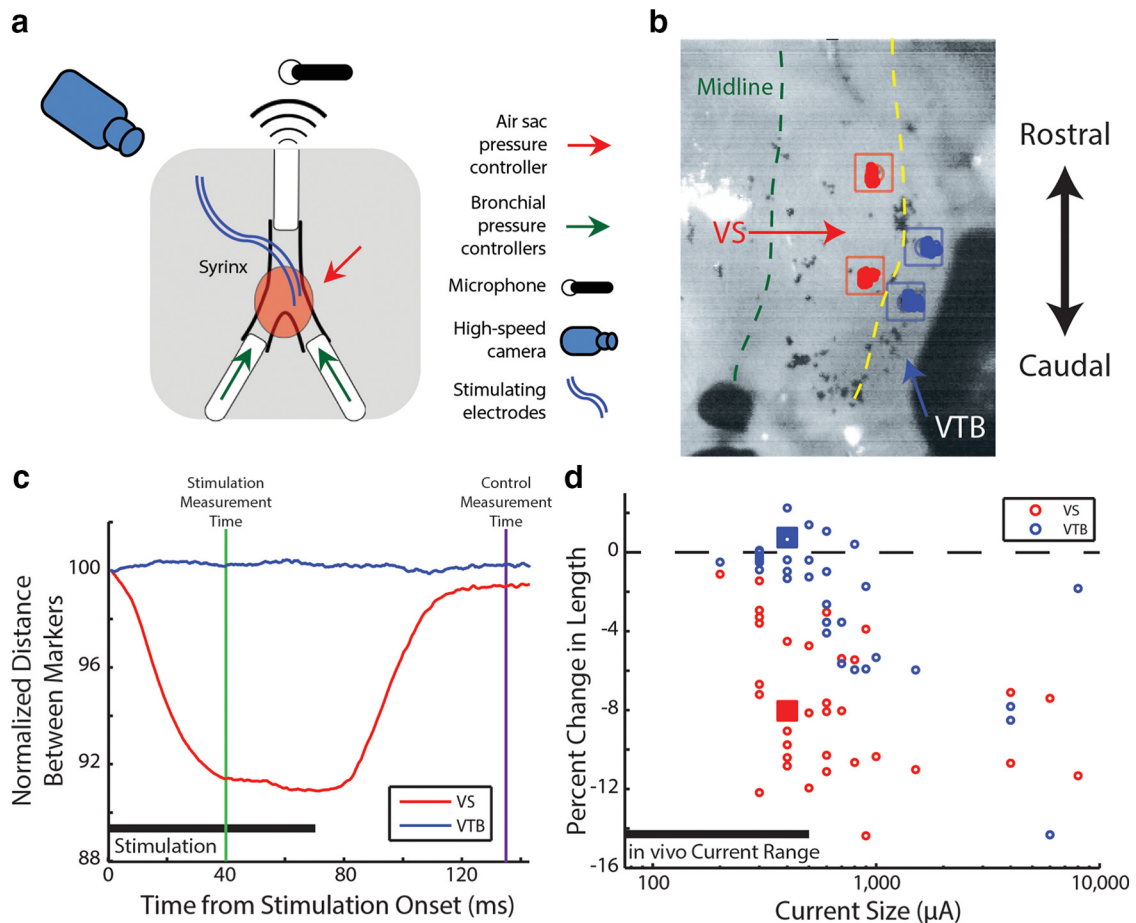 a
Air sac
pressure
controller
Bronchial
pressure
controllers
Microphone
High-speed
camera
Stimulating
electrodes
Syrinx
b
Midline
VS
VTB
Rostral
Caudal
c
Stimulation
Measurement
Time
Control
Measurement
Time
100
96
92
88
Normalized Distance
Between Markers
VS
VTB
Stimulation
0
40
80
120
Time from Stimulation Onset (ms)
d
VS
VTB
0
-4
-8
-12
-16
Percent Change in Length
in vivo Current Range
100
1,000
10,000
Current Size (µA)